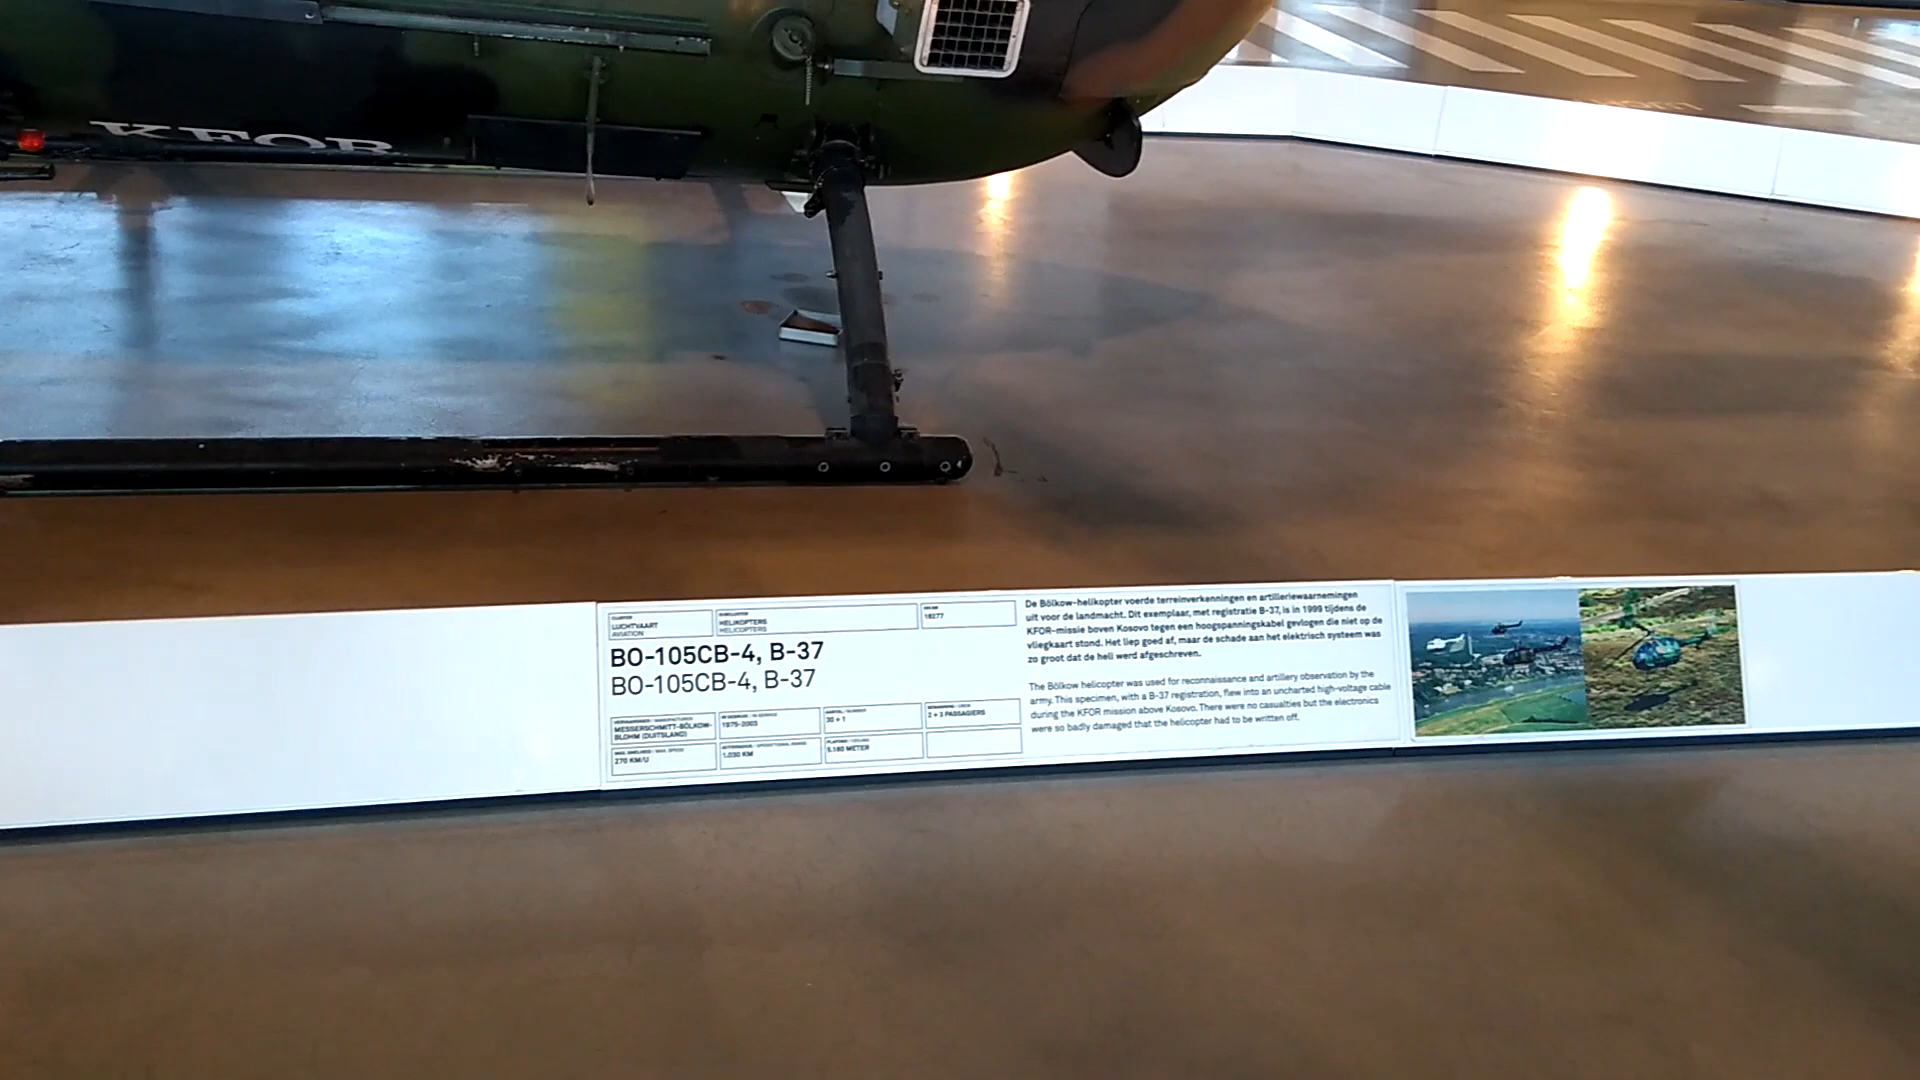 KFOR
LUCHTVAART
AVIATION
HELIKOPTERS
HELICOPTERS
18277
BO-105CB-4, B-37
BO-105CB-4, B-37
MESSERSCHMITT-BÖLKOW-
BLOHM (DUITSLAND)
1975-2003
30 + 1
2 + 3 PASSAGIERS
270 KM/U
1.030 KM
5.180 METER
De Bölkow-helikopter voerde terreinverkenningen en artilleriewaarnemingen
uit voor de landmacht. Dit exemplaar, met registratie B-37, is in 1999 tijdens de
KFOR-missie boven Kosovo tegen een hoogspanningskabel gevlogen die niet op de
vliegkaart stond. Het liep goed af, maar de schade aan het elektrisch systeem was
zo groot dat de heli werd afgeschreven.
The Bölkow helicopter was used for reconnaissance and artillery observation by the
army. This specimen, with a B-37 registration, flew into an uncharted high-voltage cable
during the KFOR mission above Kosovo. There were no casualties but the electronics
were so badly damaged that the helicopter had to be written off.